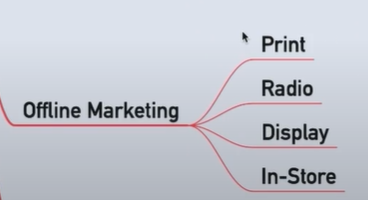 Offline Marketing
Print
Radio
Display
In-Store